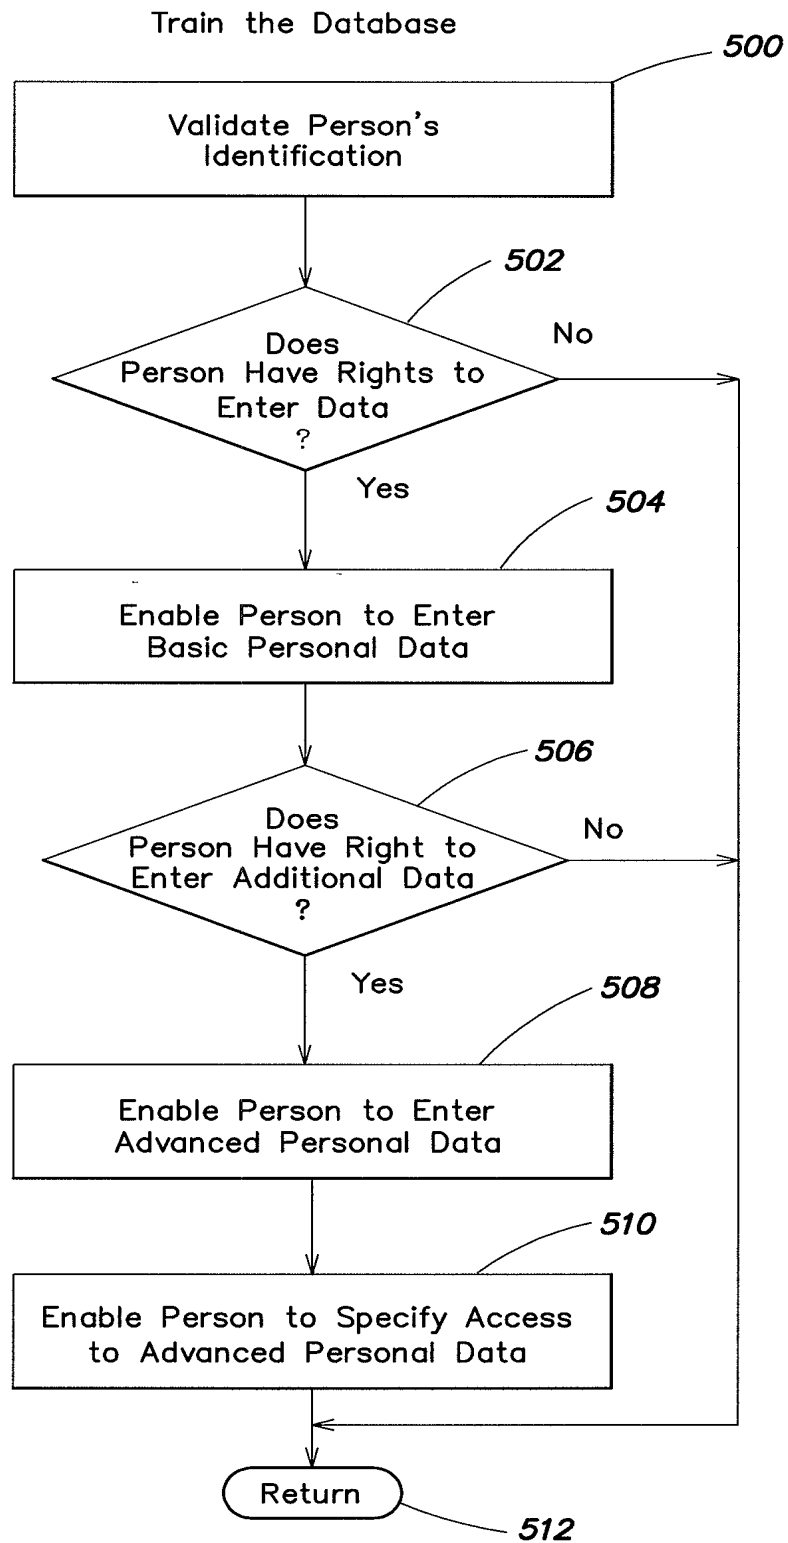 Train the Database
500
Validate Person's
Identification
502
Does
Person Have Rights to
Enter Data
?
No
Yes
504
Enable Person to Enter
Basic Personal Data
506
Does
Person Have Right to
Enter Additional Data
?
No
Yes
508
Enable Person to Enter
Advanced Personal Data
510
Enable Person to Specify Access
to Advanced Personal Data
Return
512